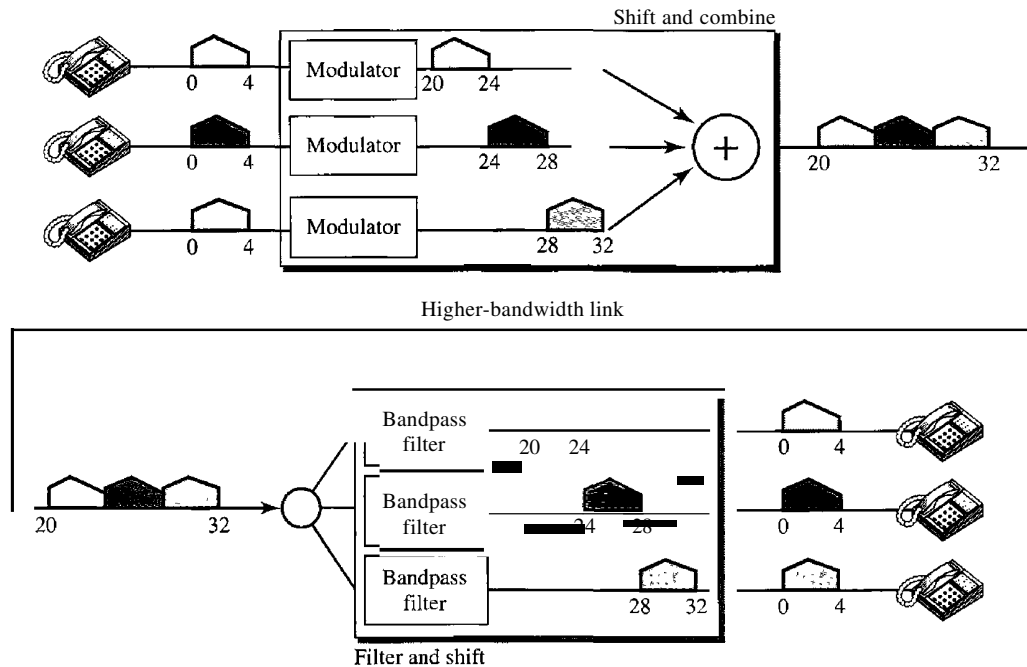 Shift and combine
0 4
Modulator
20 24
0 4
Modulator
24 28
+
20 32
0 4
Modulator
28 32
Higher-bandwidth link
Bandpass
filter
20 24
0 4
20 32
Bandpass
filter
24 28
0 4
Bandpass
filter
28 32
0 4
Filter and shift